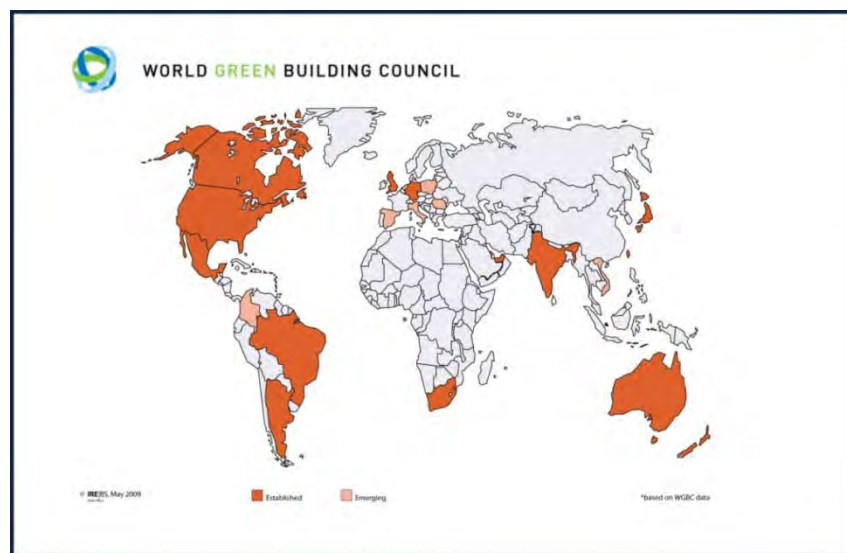 WORLD GREEN BUILDING COUNCIL
© IREBS, May 2009
Established
Emerging
*based on WGBC data